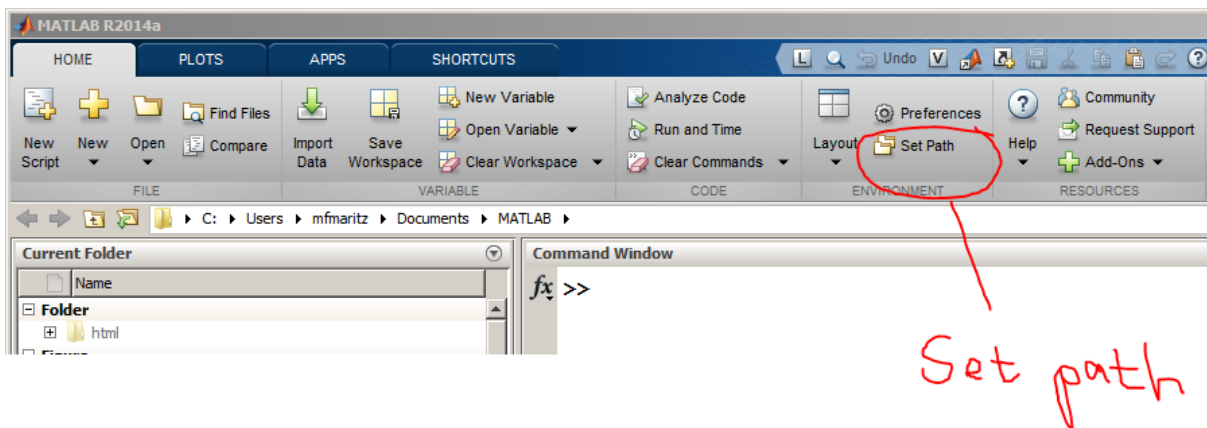 MATLAB R2014a
HOME PLOTS APPS SHORTCUTS L Undo V ?
New Script New Open Find Files Compare
Import Data Save Workspace New Variable Open Variable Clear Workspace
Analyze Code Run and Time Clear Commands
Layout Preferences Set Path
? Help Community Request Support Add-Ons
FILE VARIABLE CODE ENVIRONMENT RESOURCES
C: Users mfmaritz Documents MATLAB
Current Folder Command Window
Name
fx >>
Folder
html
Figure
Set path